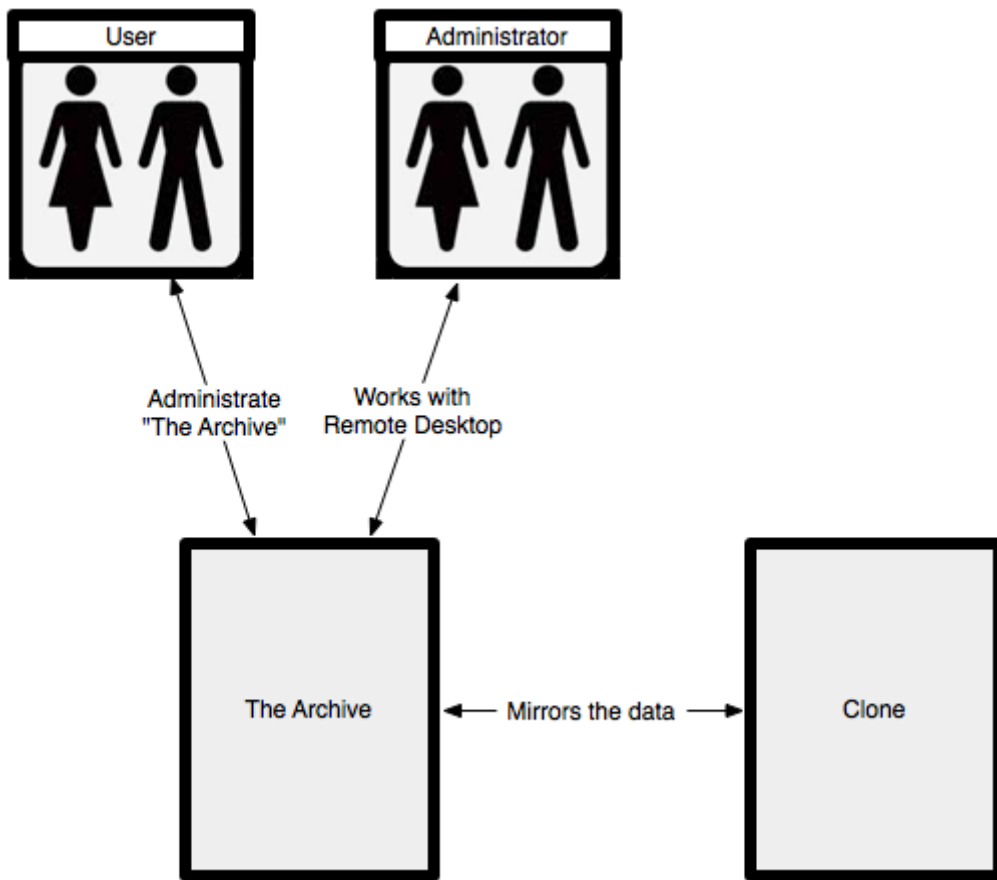 User
Administrator
Administrate
"The Archive"
Works with
Remote Desktop
The Archive
Mirrors the data
Clone